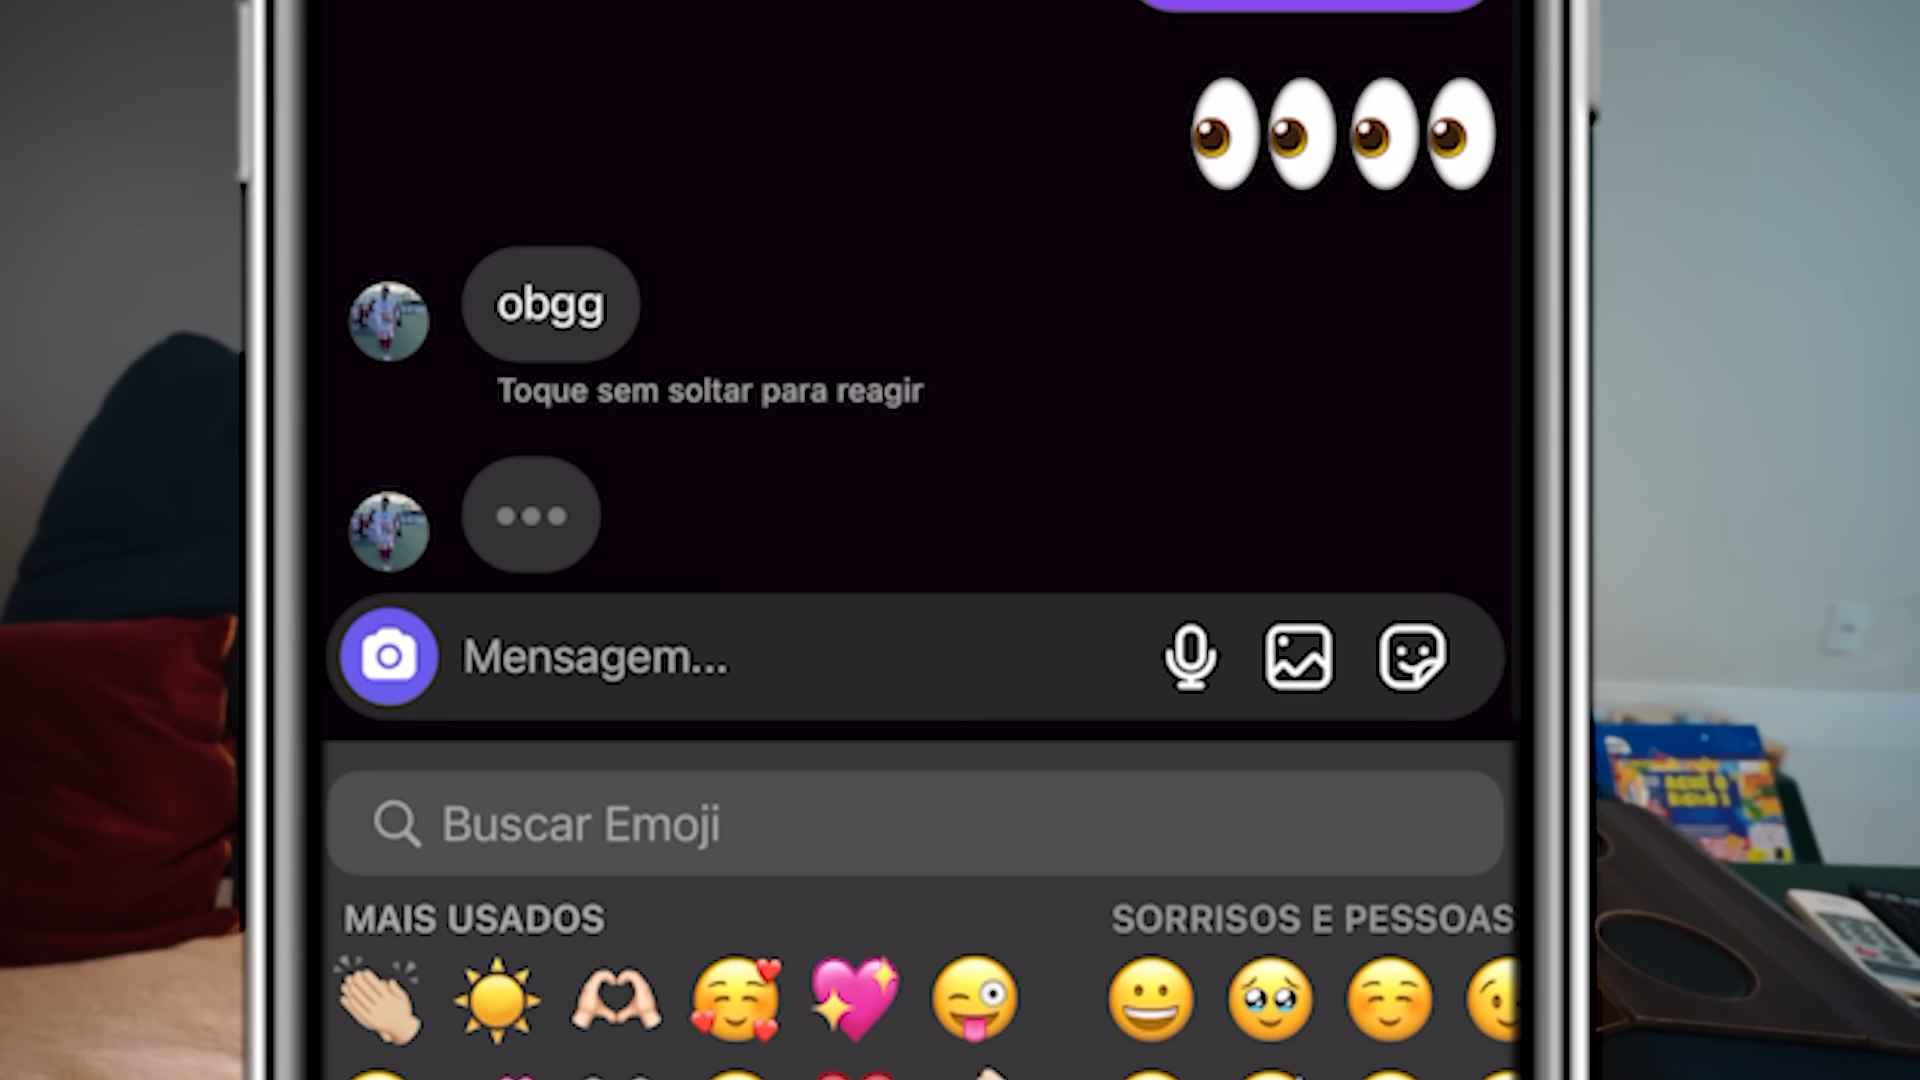 obgg
Toque sem soltar para reagir
Mensagem...
Buscar Emoji
MAIS USADOS
SORRISOS E PESSOAS